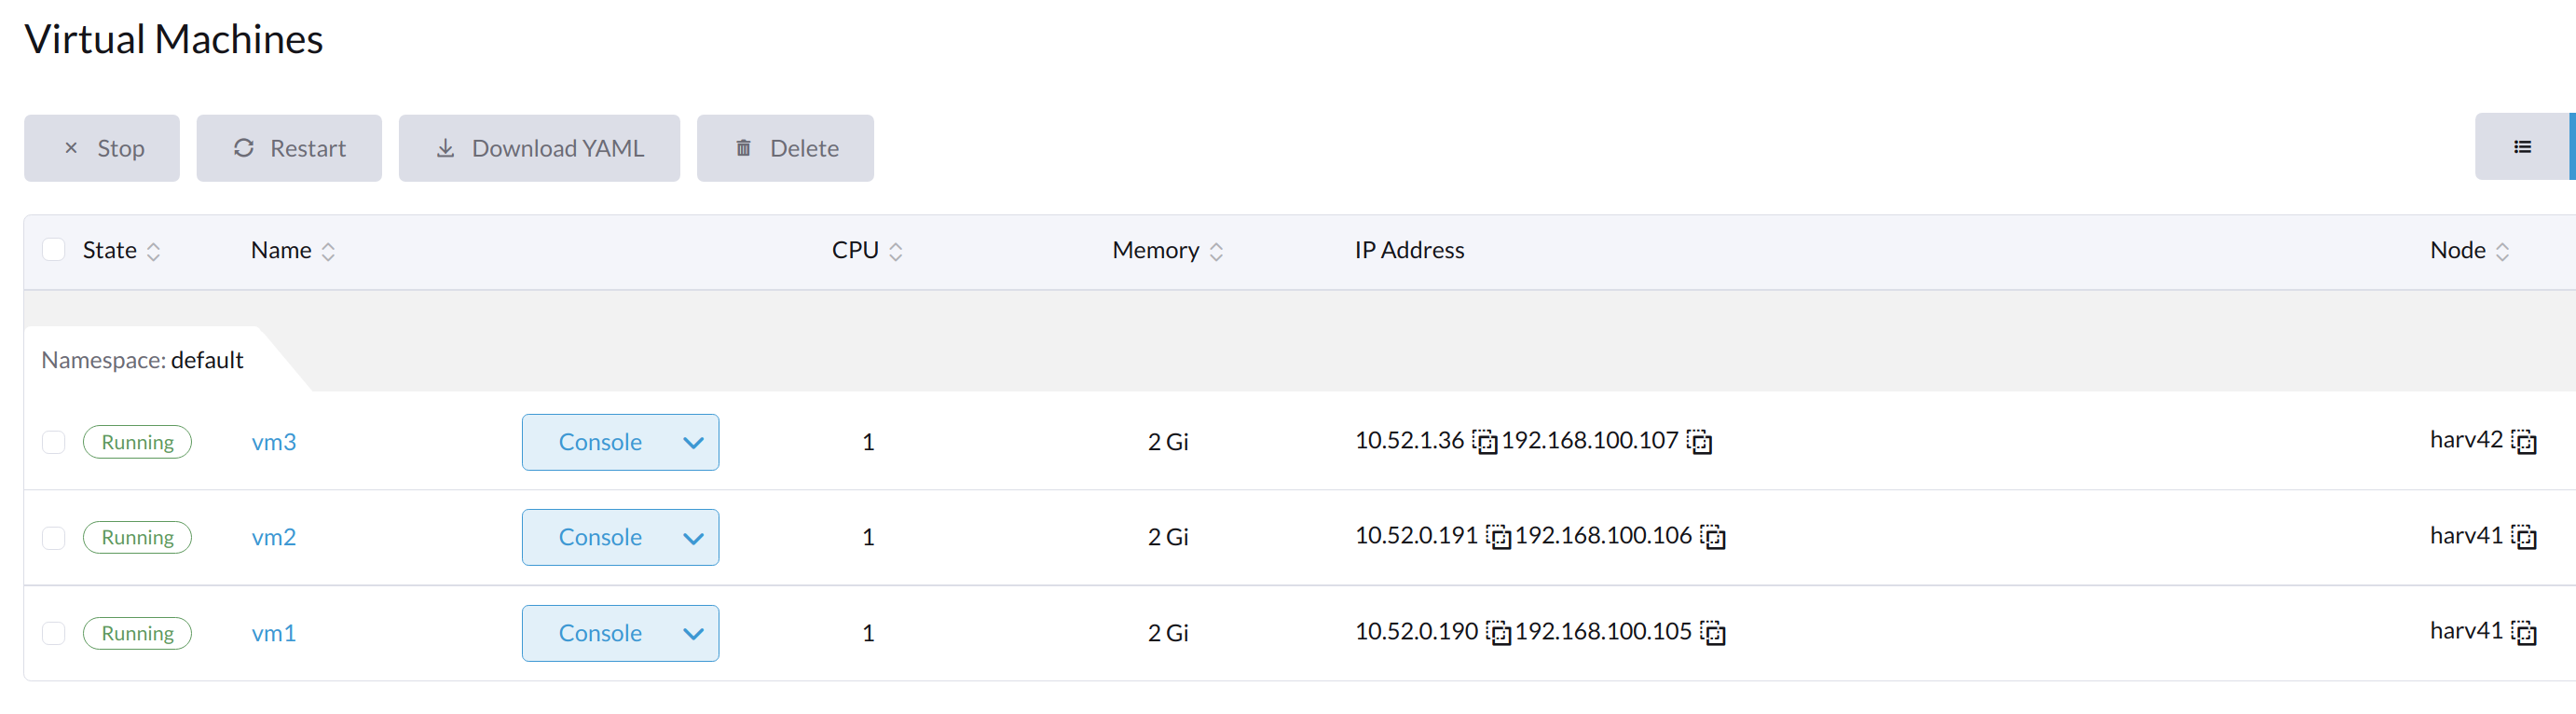 Virtual Machines
Stop Restart Download YAML Delete
State Name CPU Memory IP Address Node
Namespace: default
Running vm3 Console 1 2 Gi 10.52.1.36 192.168.100.107 harv42
Running vm2 Console 1 2 Gi 10.52.0.191 192.168.100.106 harv41
Running vm1 Console 1 2 Gi 10.52.0.190 192.168.100.105 harv41